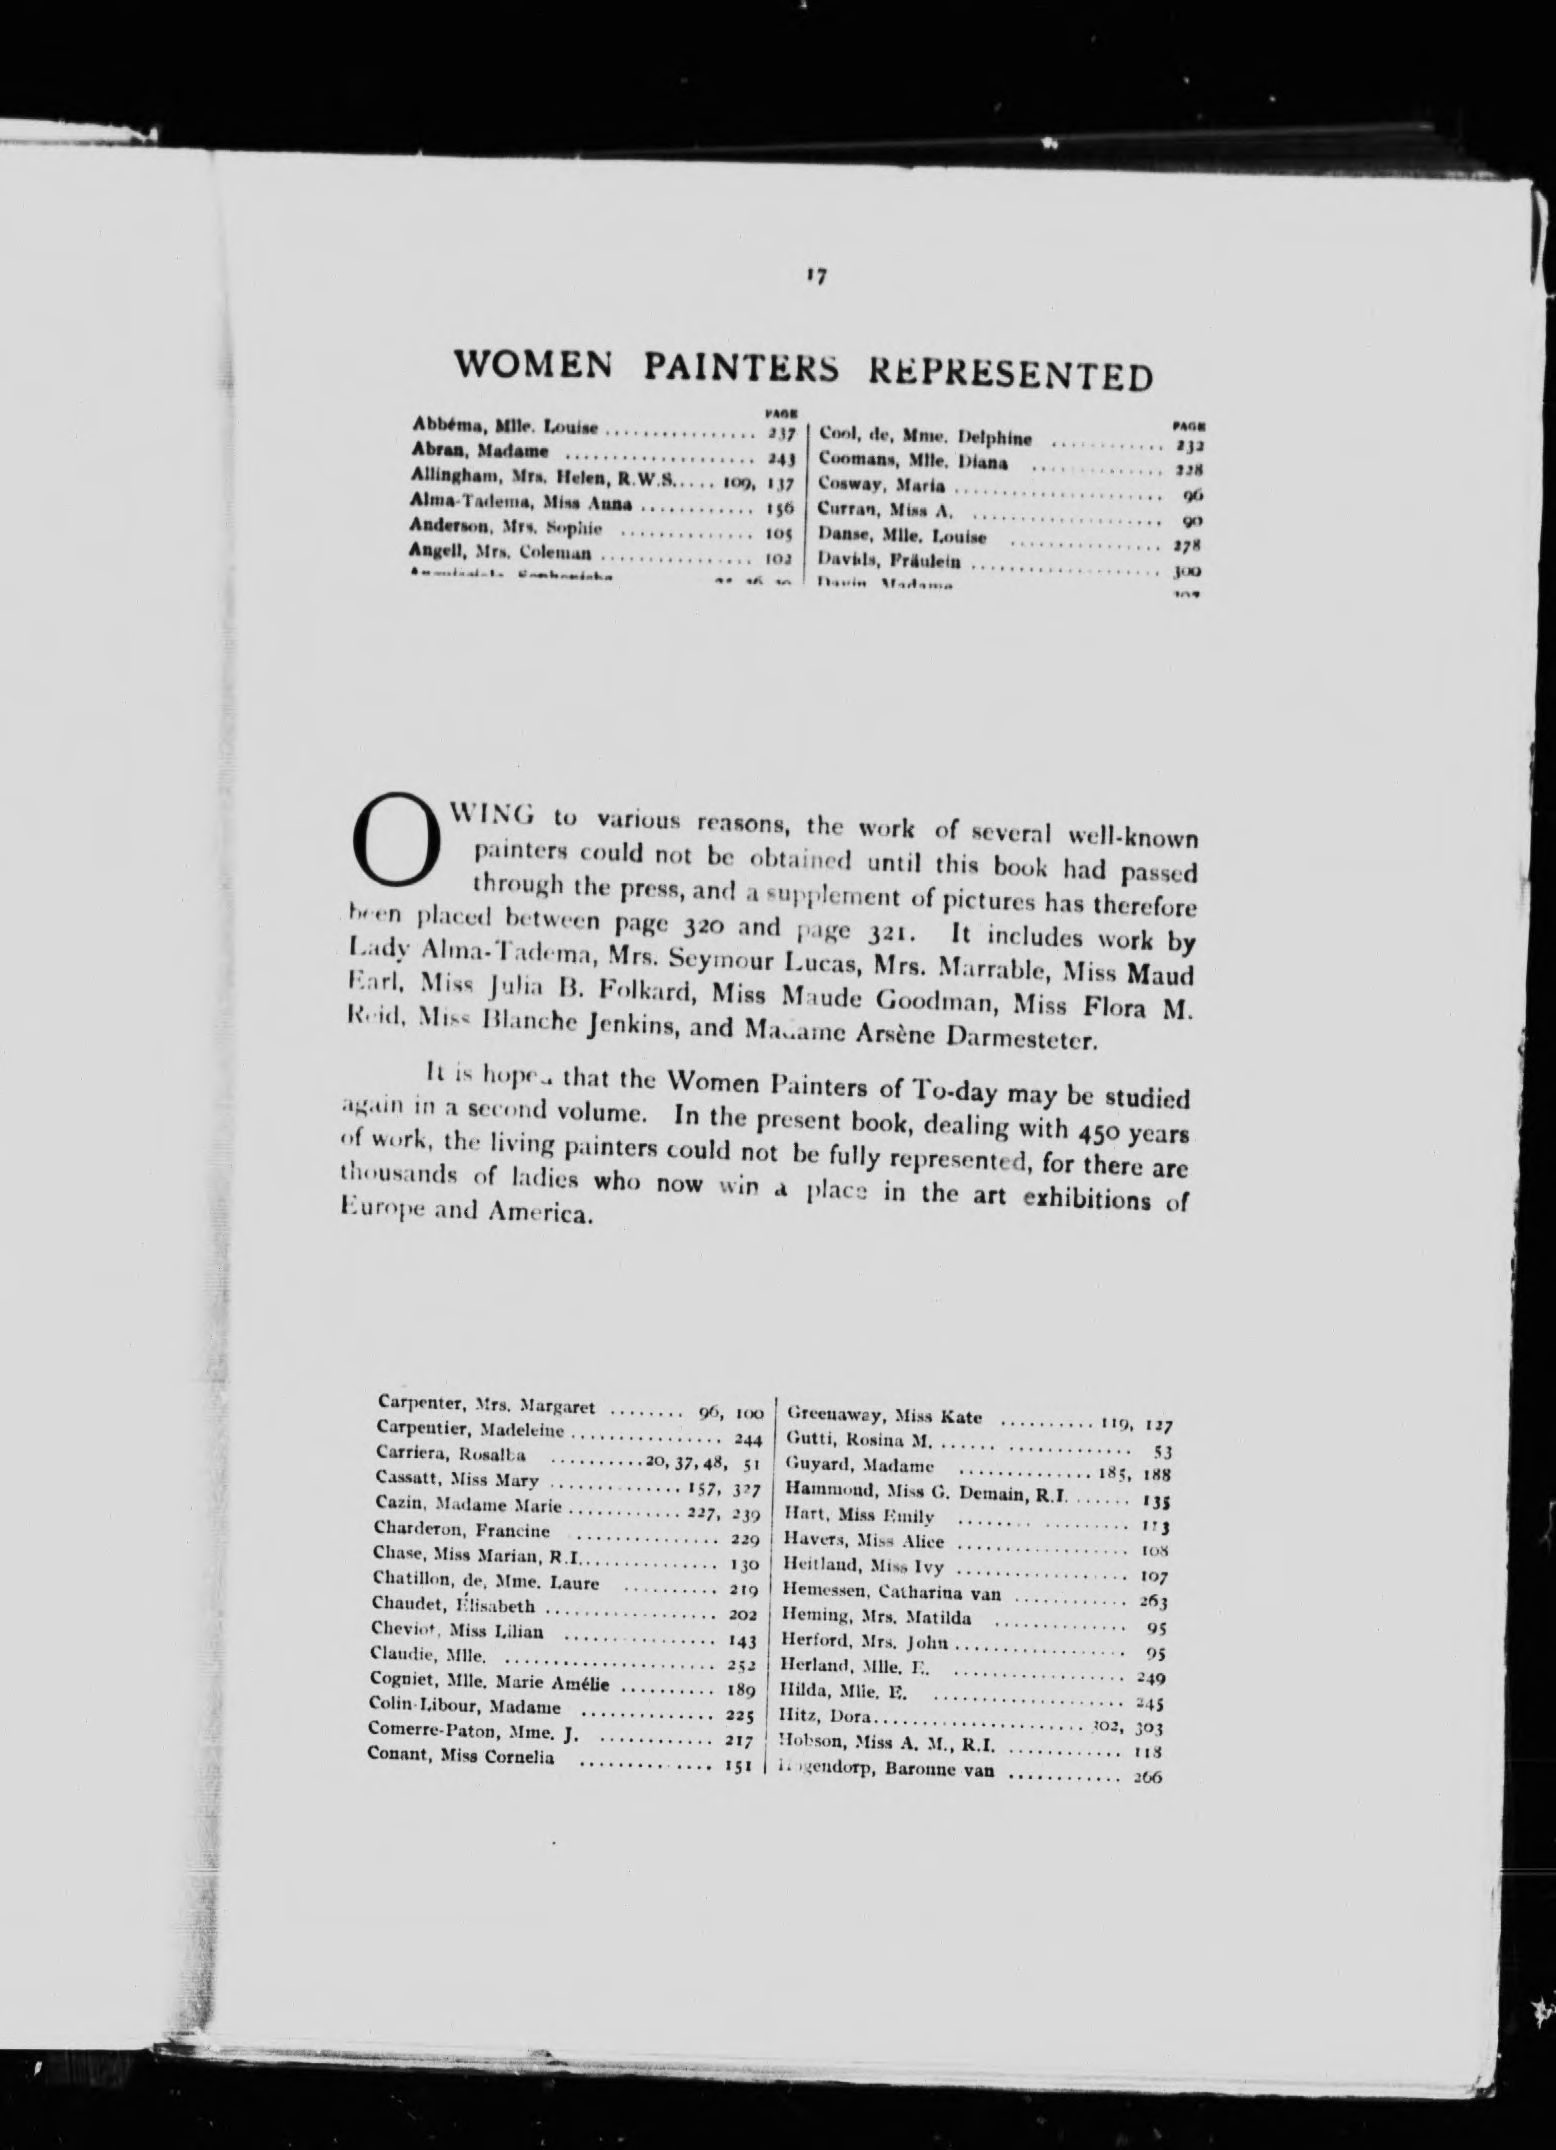 17
WOMEN PAINTERS REPRESENTED
PAGE
Abbéma, Mlle. Louise ................ 237
Abran, Madame .................... 243
Allingham, Mrs. Helen, R.W.S..... 109, 137
Alma-Tadema, Miss Anna ............ 156
Anderson, Mrs. Sophie .............. 105
Angell, Mrs. Coleman ................ 102
PAGE
Cool, de, Mme. Delphine ............ 232
Coomans, Mlle. Diana .............. 228
Cosway, Maria ...................... 96
Curran, Miss A. .................... 90
Danse, Mlle. Louise ................ 278
Davids, Fräulein .................... 300
Davin, Madame
OWING to various reasons, the work of several well-known
painters could not be obtained until this book had passed
through the press, and a supplement of pictures has therefore
been placed between page 320 and page 321. It includes work by
Lady Alma-Tadema, Mrs. Seymour Lucas, Mrs. Marrable, Miss Maud
Earl, Miss Julia B. Folkard, Miss Maude Goodman, Miss Flora M.
Reid, Miss Blanche Jenkins, and Madame Arsène Darmesteter.
It is hoped that the Women Painters of To-day may be studied
again in a second volume. In the present book, dealing with 450 years
of work, the living painters could not be fully represented, for there are
thousands of ladies who now win a place in the art exhibitions of
Europe and America.
Carpenter, Mrs. Margaret ........ 96, 100
Carpentier, Madeleine ................ 244
Carriera, Rosalba ..........20, 37, 48, 51
Cassatt, Miss Mary .............. 157, 327
Cazin, Madame Marie ............ 227, 239
Charderon, Francine ............... 229
Chase, Miss Marian, R.I............... 130
Chatillon, de, Mme. Laure .......... 219
Chaudet, Élisabeth .................. 202
Cheviot, Miss Lilian ................ 143
Claudie, Mlle. ...................... 252
Cogniet, Mlle. Marie Amélie .......... 189
Colin-Libour, Madame .............. 225
Comerre-Paton, Mme. J. ............ 217
Conant, Miss Cornelia .............. 151
Greenaway, Miss Kate .......... 119, 127
Gutti, Rosina M. ................... 53
Guyard, Madame .............. 185, 188
Hammond, Miss G. Demain, R.I. ...... 135
Hart, Miss Emily ................. 113
Havers, Miss Alice .................. 108
Heitland, Miss Ivy .................. 107
Hemessen, Catharina van ............ 263
Heming, Mrs. Matilda .............. 95
Herford, Mrs. John .................. 95
Herland, Mlle. E. .................. 249
Hilda, Mlle. E. .................... 245
Hitz, Dora...................... 302, 303
Hobson, Miss A. M., R.I. ............ 118
Hogendorp, Baronne van ............ 266